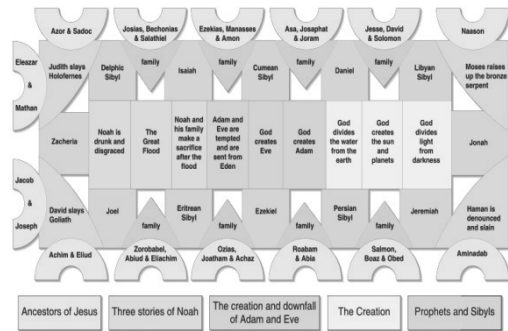 Azor & Sadoc
Josias, Bechonias
& Salathiel
Ezekias, Manasses
& Amon
Asa, Josaphat
& Joram
Jesse, David
& Solomon
Naason
Eleazar
&
Mathan
Judith slays
Holofernes
Delphic
Sibyl
family
Isaiah
family
Cumean
Sibyl
family
Daniel
family
Libyan
Sibyl
Moses raises
up the bronze
serpent
Zacheria
Noah is
drunk and
disgraced
The
Great
Flood
Noah and
his family
make a
sacrifice
after the
flood
Adam and
Eve are
tempted
and are
sent from
Eden
God
creates
Eve
God
creates
Adam
God
divides
the water
from the
earth
God
creates
the sun
and
planets
God
divides
light
from
darkness
Jonah
Jacob
&
Joseph
David slays
Goliath
Joel
family
Eritrean
Sibyl
family
Ezekiel
family
Persian
Sibyl
family
Jeremiah
Haman is
denounced
and slain
Achim & Eliud
Zorobabel,
Abiud & Eliachim
Ozias,
Joatham & Achaz
Roabam
& Abia
Salmon,
Boaz & Obed
Aminadab
Ancestors of Jesus
Three stories of Noah
The creation and downfall
of Adam and Eve
The Creation
Prophets and Sibyls